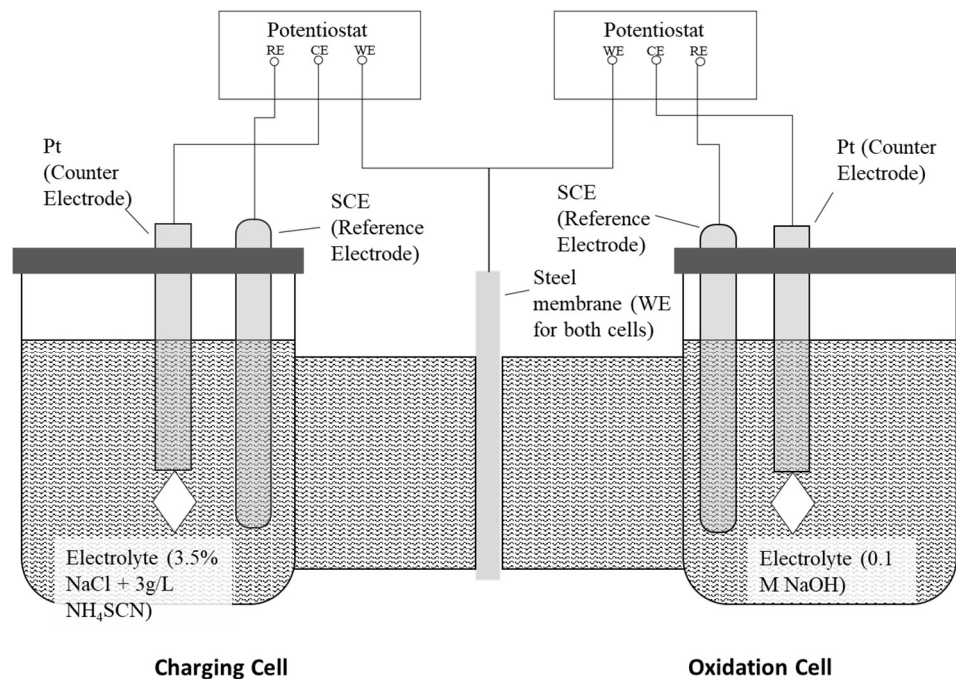 Potentiostat
RE CE WE
Potentiostat
WE CE RE
Pt
(Counter
Electrode)
SCE
(Reference
Electrode)
SCE
(Reference
Electrode)
Pt (Counter
Electrode)
Steel
membrane (WE
for both cells)
Electrolyte (3.5%
NaCl + 3g/L
NH₄SCN)
Electrolyte (0.1
M NaOH)
Charging Cell
Oxidation Cell